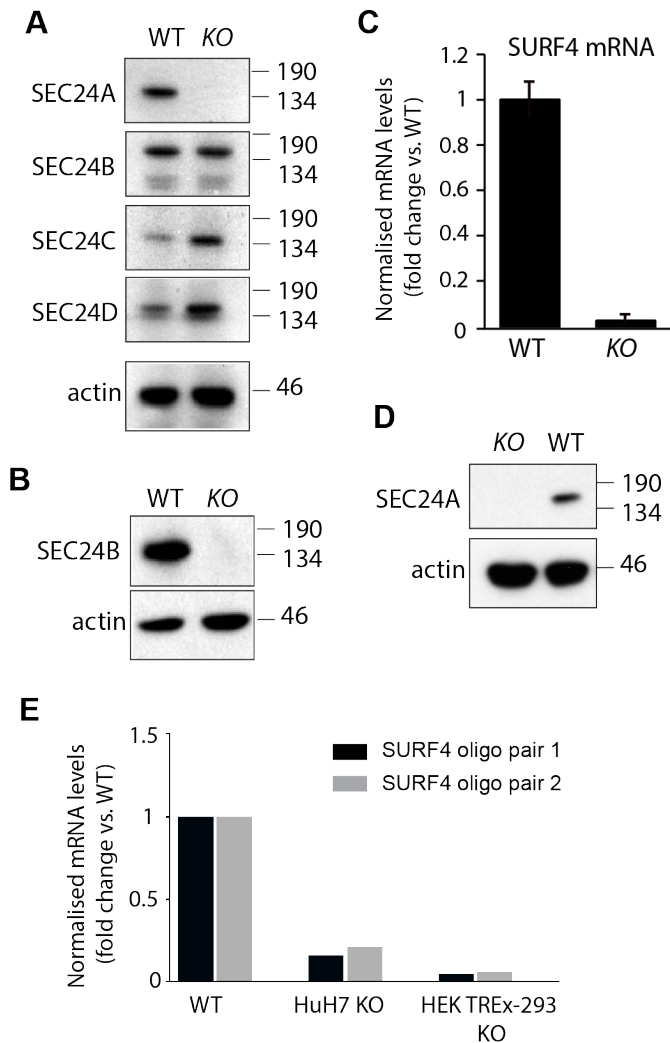 A
WT KO
SEC24A
190
134
SEC24B
190
134
SEC24C
190
134
SEC24D
190
134
actin
46
B
WT KO
SEC24B
190
134
actin
46
C
SURF4 mRNA
Normalised mRNA levels
(fold change vs. WT)
1.2
1
0.8
0.6
0.4
0.2
0
WT KO
D
KO WT
SEC24A
190
134
actin
46
E
Normalised mRNA levels
(fold change vs. WT)
1.5
1
0.5
0
SURF4 oligo pair 1
SURF4 oligo pair 2
WT
HuH7 KO
HEK TREx-293
KO